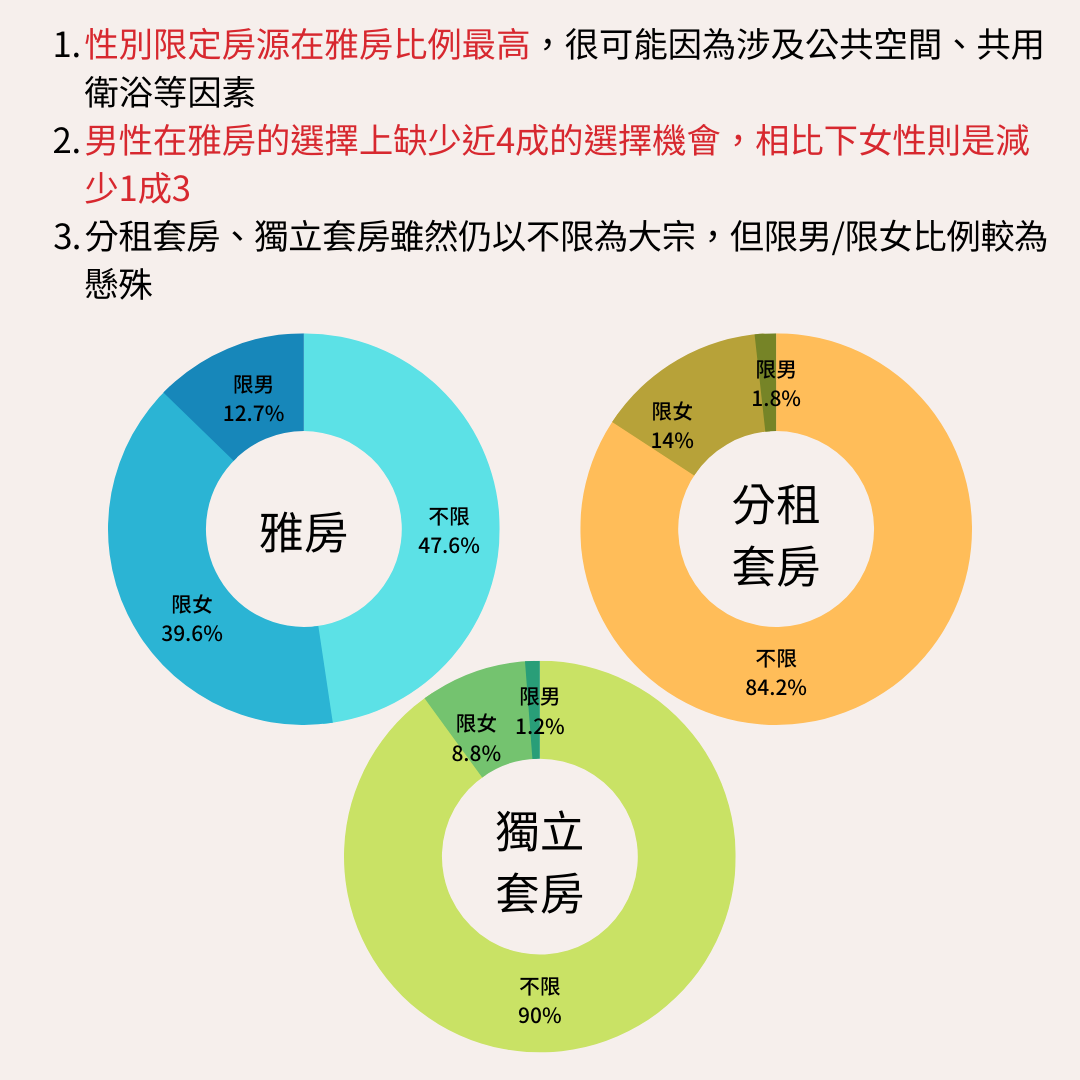 1. 性別限定房源在雅房比例最高，很可能因為涉及公共空間、共用
衛浴等因素
2. 男性在雅房的選擇上缺少近4成的選擇機會，相比下女性則是減
少1成3
3. 分租套房、獨立套房雖然仍以不限為大宗，但限男/限女比例較為
懸殊
限男
12.7%
不限
47.6%
限女
39.6%
雅房
限男
1.8%
限女
14%
分租
套房
不限
84.2%
限男
1.2%
限女
8.8%
獨立
套房
不限
90%